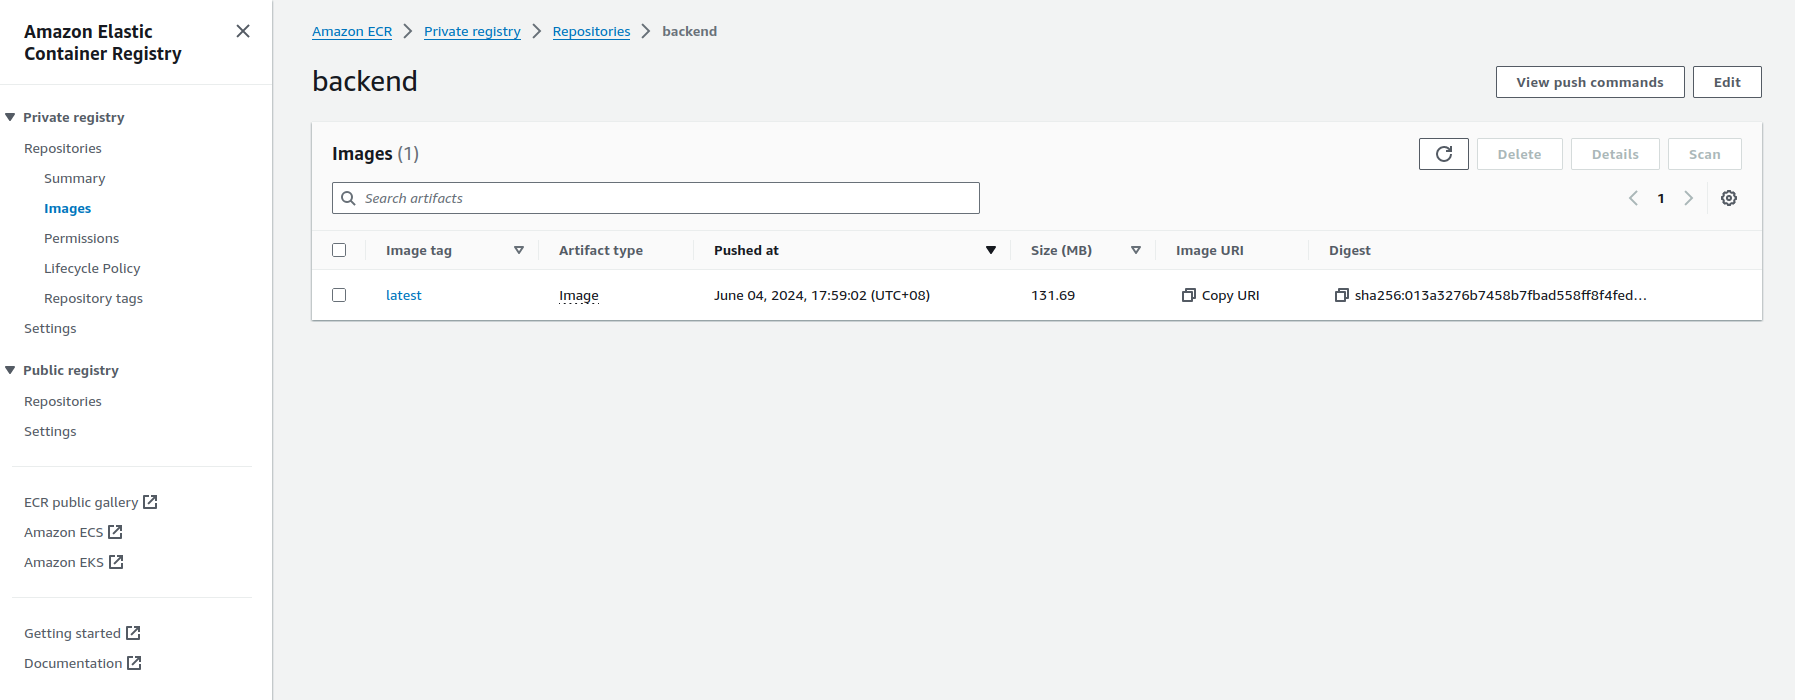 Amazon Elastic
Container Registry
Private registry
Repositories
Summary
Images
Permissions
Lifecycle Policy
Repository tags
Settings
Public registry
Repositories
Settings
ECR public gallery
Amazon ECS
Amazon EKS
Getting started
Documentation
Amazon ECR Private registry Repositories backend
backend
View push commands Edit
Images (1)
Delete Details Scan
Search artifacts
1
Image tag Artifact type Pushed at Size (MB) Image URI Digest
latest Image June 04, 2024, 17:59:02 (UTC+08) 131.69 Copy URI sha256:013a3276b7458b7fbad558ff8f4fed...